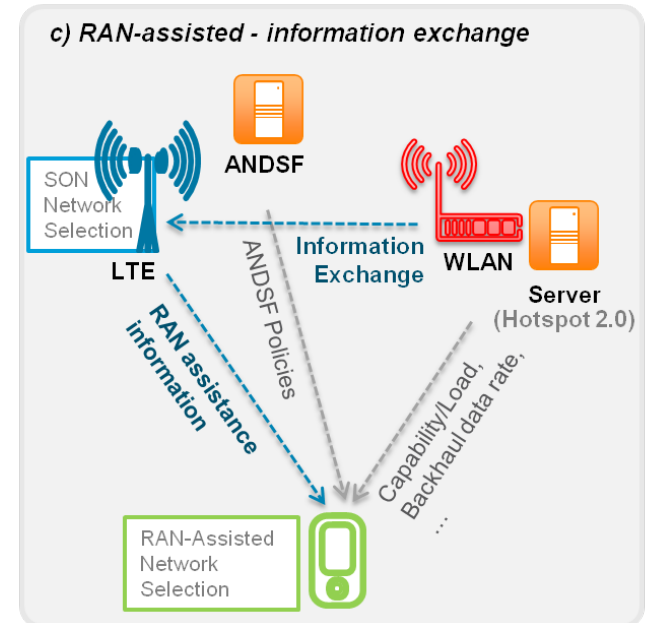 c) RAN-assisted - information exchange
ANDSF
SON
Network
Selection
LTE
Information
Exchange
WLAN
Server
(Hotspot 2.0)
RAN assistance
information
ANDSF Policies
Capability/Load,
Backhaul data rate,
...
RAN-Assisted
Network
Selection